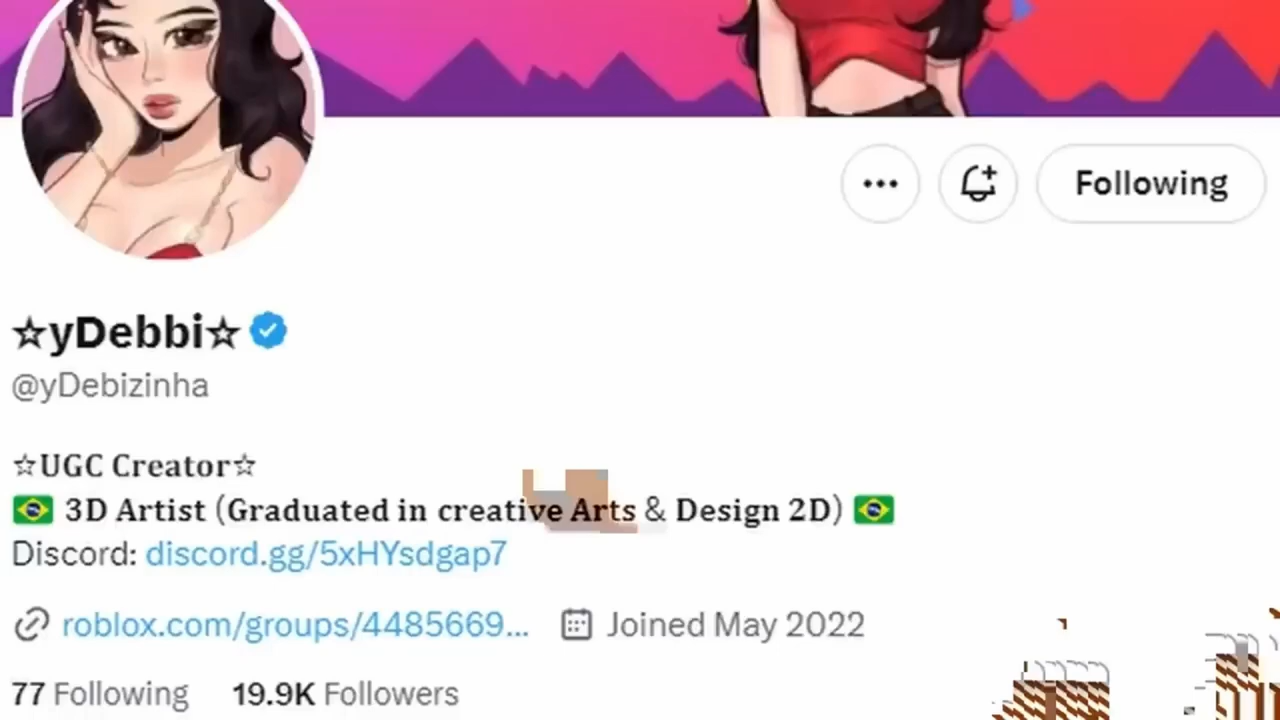 Following
☆yDebbi☆
@yDebizinha
☆UGC Creator☆
🇧🇷 3D Artist (Graduated in creative Arts & Design 2D) 🇧🇷
Discord: discord.gg/5xHYsdgap7
roblox.com/groups/4485669...
Joined May 2022
77 Following 19.9K Followers